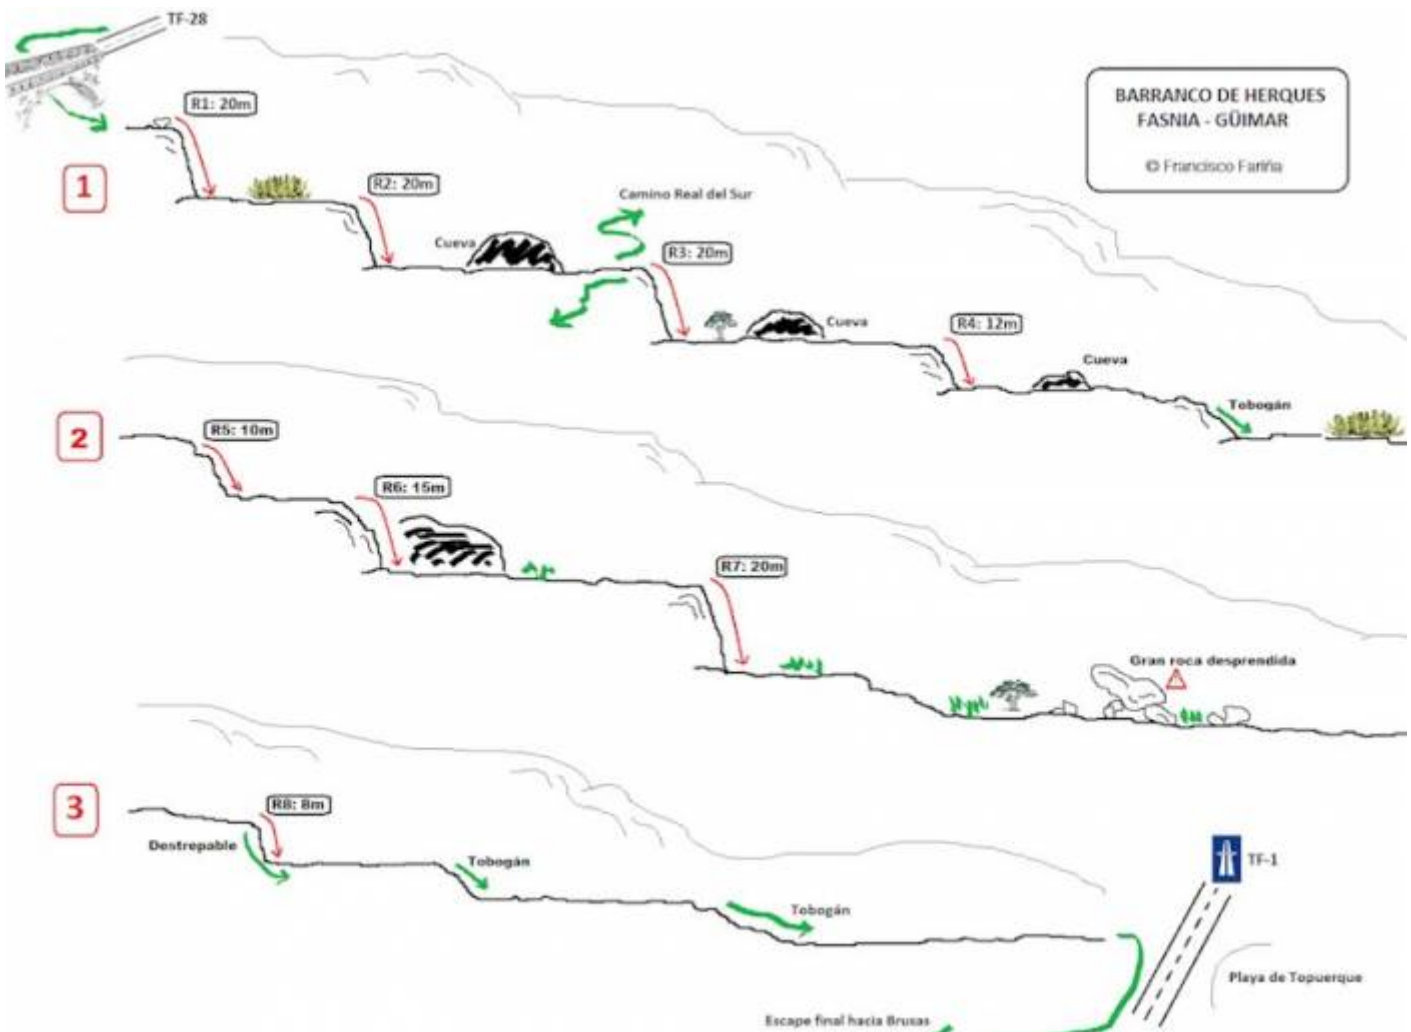 TF-28
BARRANCO DE HERQUES
FASNIA - GÜIMAR
© Francisco Fariña
1
R1: 20m
R2: 20m
Cueva
Camino Real del Sur
R3: 20m
Cueva
R4: 12m
Cueva
Tobogán
2
R5: 10m
R6: 15m
R7: 20m
Gran roca desprendida
3
R8: 8m
Destrepable
Tobogán
Tobogán
TF-1
Playa de Topuerque
Escape final hacia Brusas